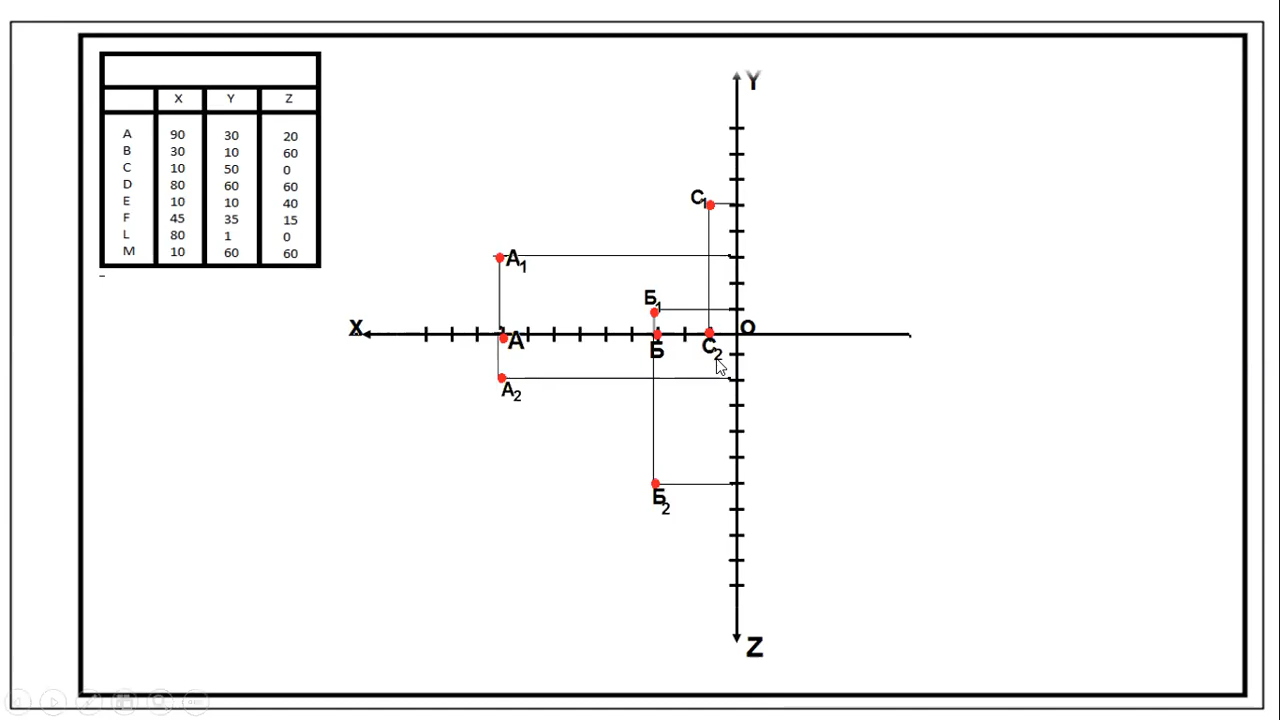 X Y Z
A 90 30 20
B 30 10 60
C 10 50 0
D 80 60 60
E 10 10 40
F 45 35 15
L 80 1 0
M 10 60 60
Y
C1
A1
Б1
X
O
A
Б
C2
A2
Б2
Z